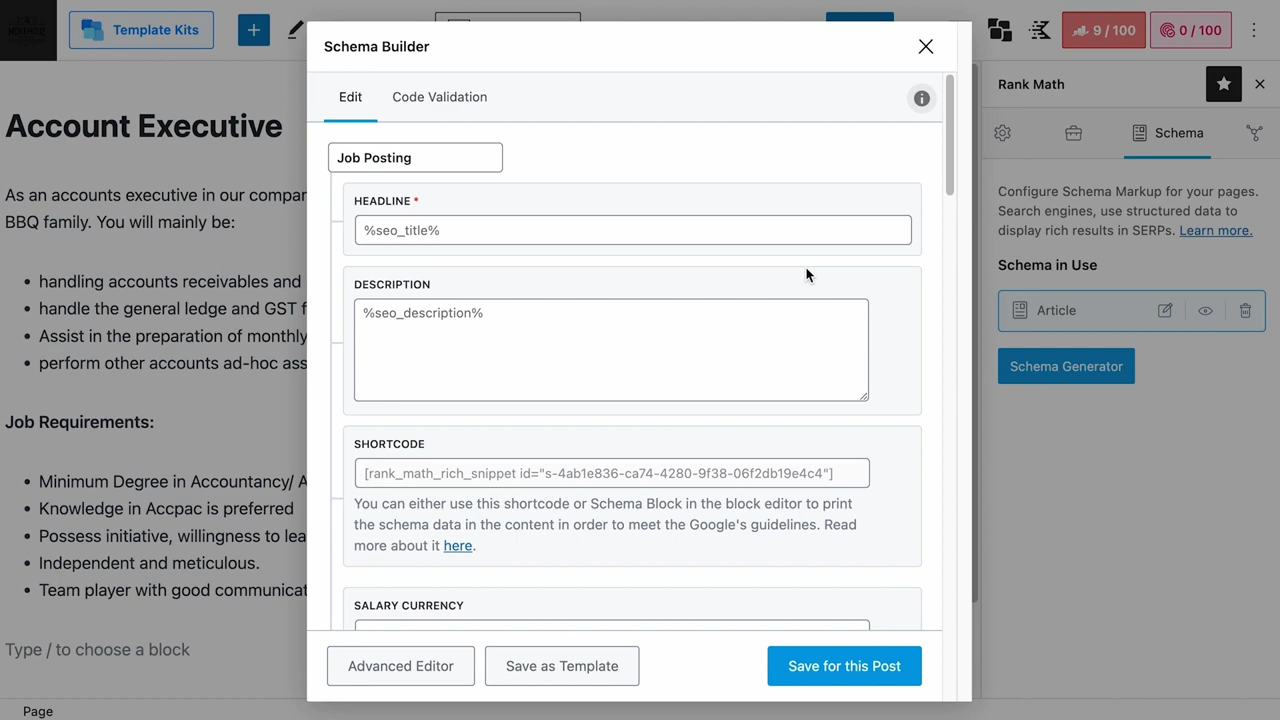 Template Kits
9 / 100
0 / 100
Schema Builder
Edit
Code Validation
Job Posting
HEADLINE *
%seo_title%
DESCRIPTION
%seo_description%
SHORTCODE
[rank_math_rich_snippet id="s-4ab1e836-ca74-4280-9f38-06f2db19e4c4"]
You can either use this shortcode or Schema Block in the block editor to print
the schema data in the content in order to meet the Google's guidelines. Read
more about it here.
SALARY CURRENCY
Advanced Editor
Save as Template
Save for this Post
Account Executive
As an accounts executive in our compan
BBQ family. You will mainly be:
• handling accounts receivables and
• handle the general ledge and GST f
• Assist in the preparation of monthly
• perform other accounts ad-hoc ass
Job Requirements:
• Minimum Degree in Accountancy/ A
• Knowledge in Accpac is preferred
• Possess initiative, willingness to lea
• Independent and meticulous.
• Team player with good communicat
Type / to choose a block
Page
Rank Math
Schema
Configure Schema Markup for your pages.
Search engines, use structured data to
display rich results in SERPs. Learn more.
Schema in Use
Article
Schema Generator